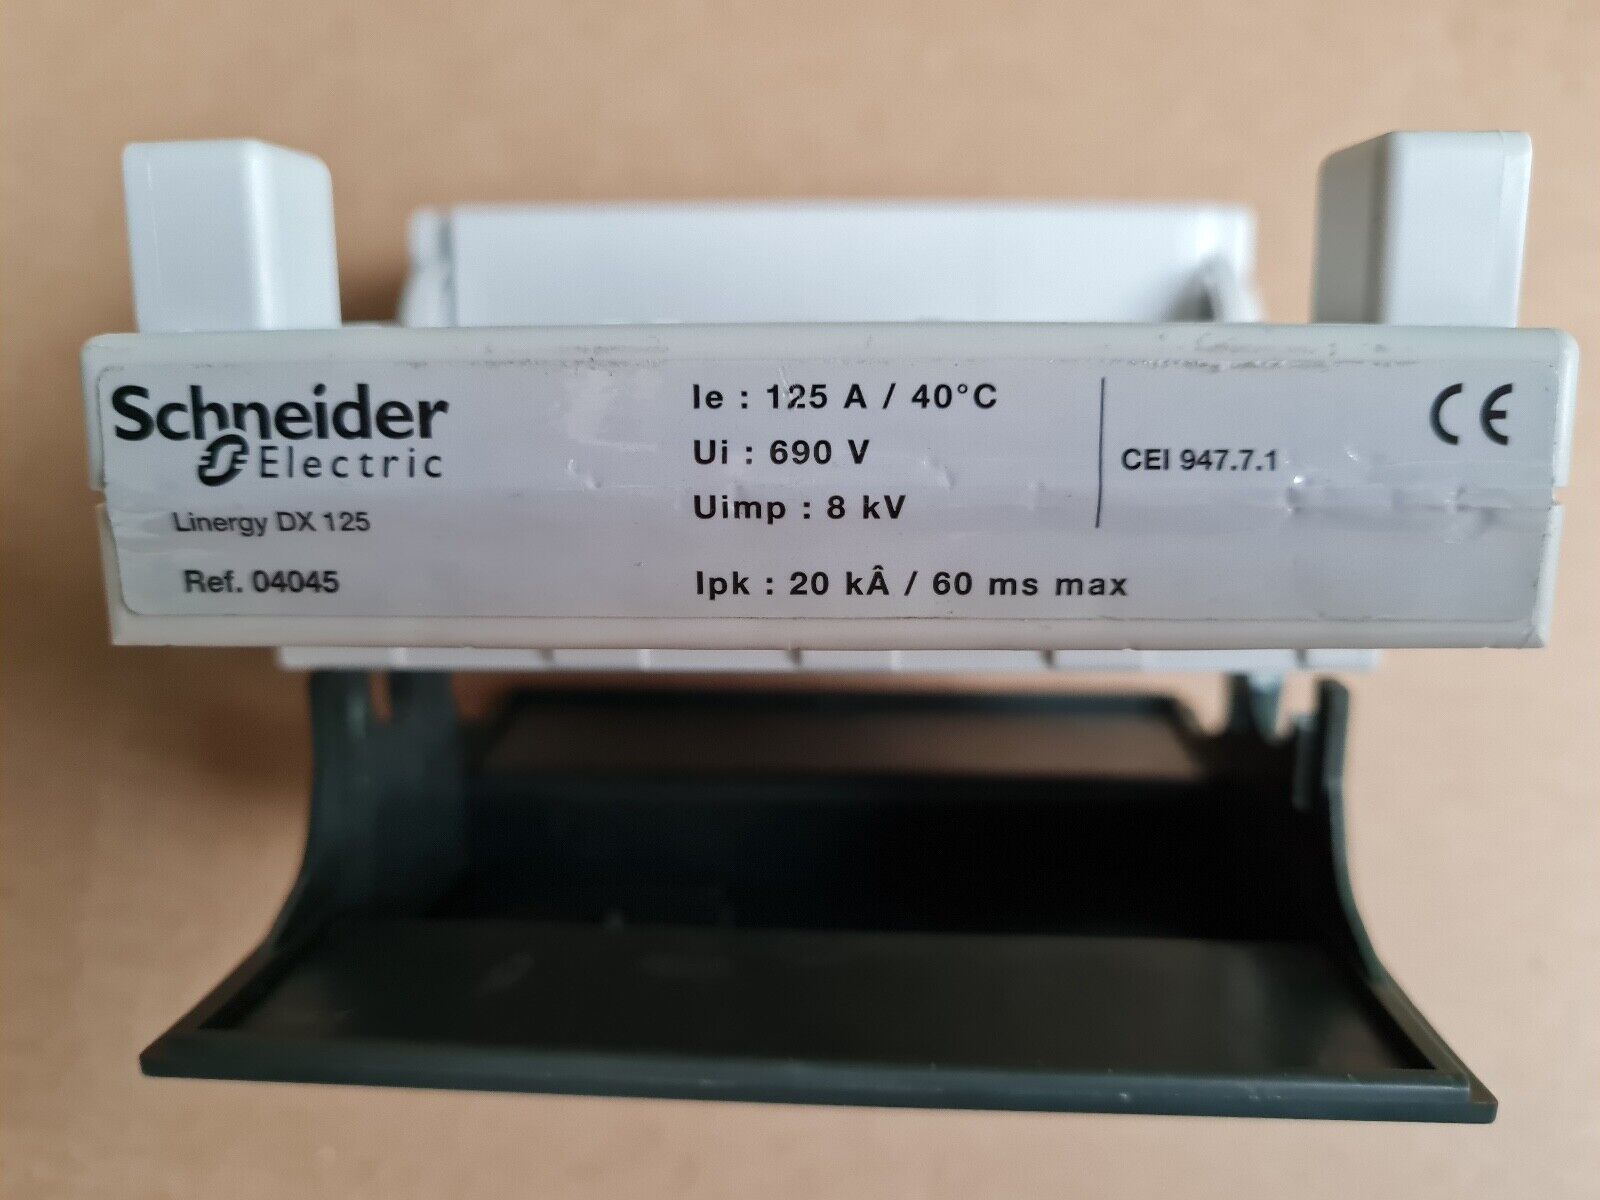 Schneider
Electric
Linergy DX 125
Ref. 04045
Ie : 125 A / 40°C
Ui : 690 V
Uimp : 8 kV
Ipk : 20 kÂ / 60 ms max
CEI 947.7.1
CE